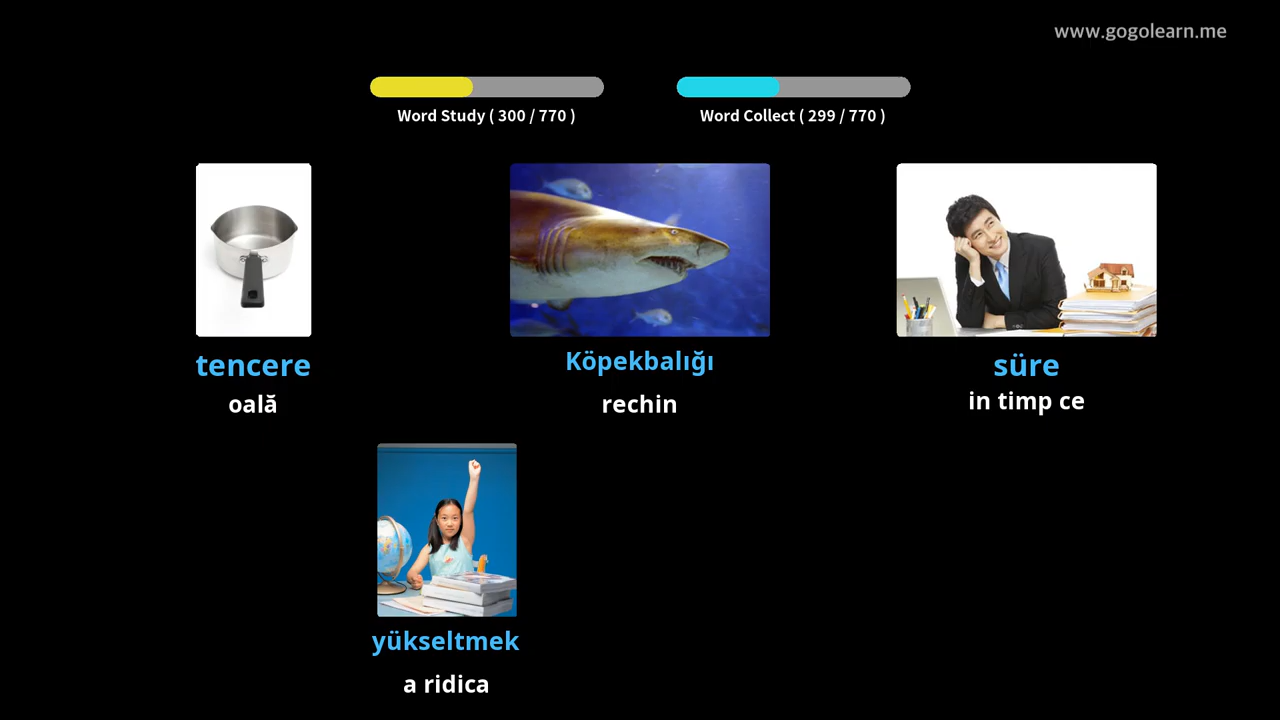 www.gogolearn.me
Word Study ( 300 / 770 )
Word Collect ( 299 / 770 )
tencere
oală
Köpekbalığı
rechin
süre
in timp ce
yükseltmek
a ridica